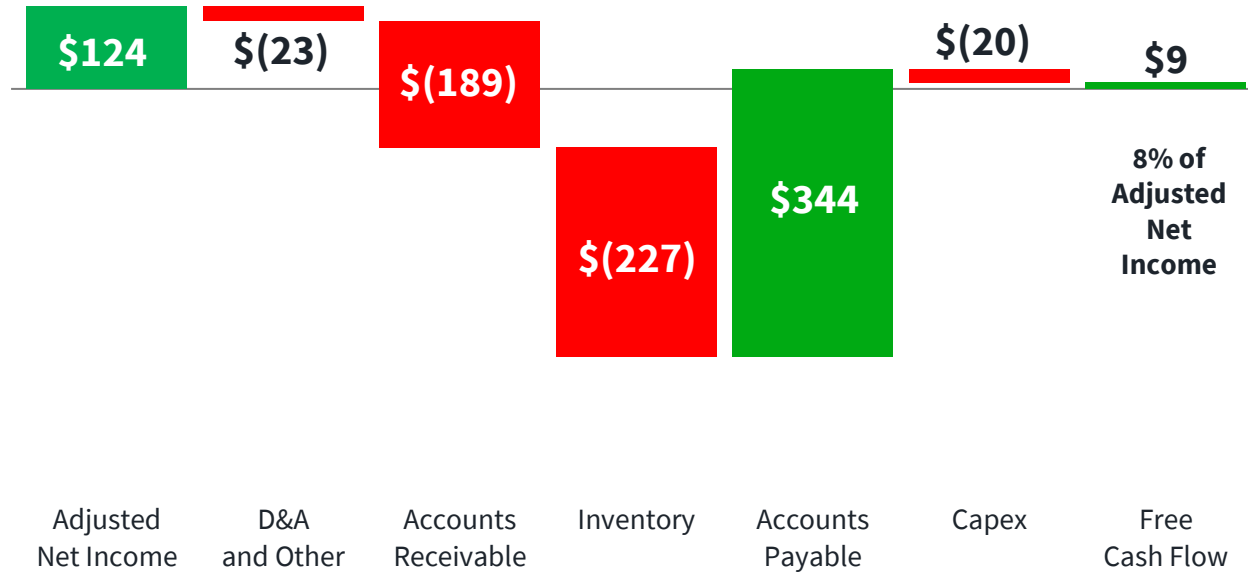 $124
$(23)
$(189)
$(227)
$344
$(20)
$9
8% of
Adjusted
Net
Income
Adjusted
Net Income
D&A
and Other
Accounts
Receivable
Inventory
Accounts
Payable
Capex
Free
Cash Flow